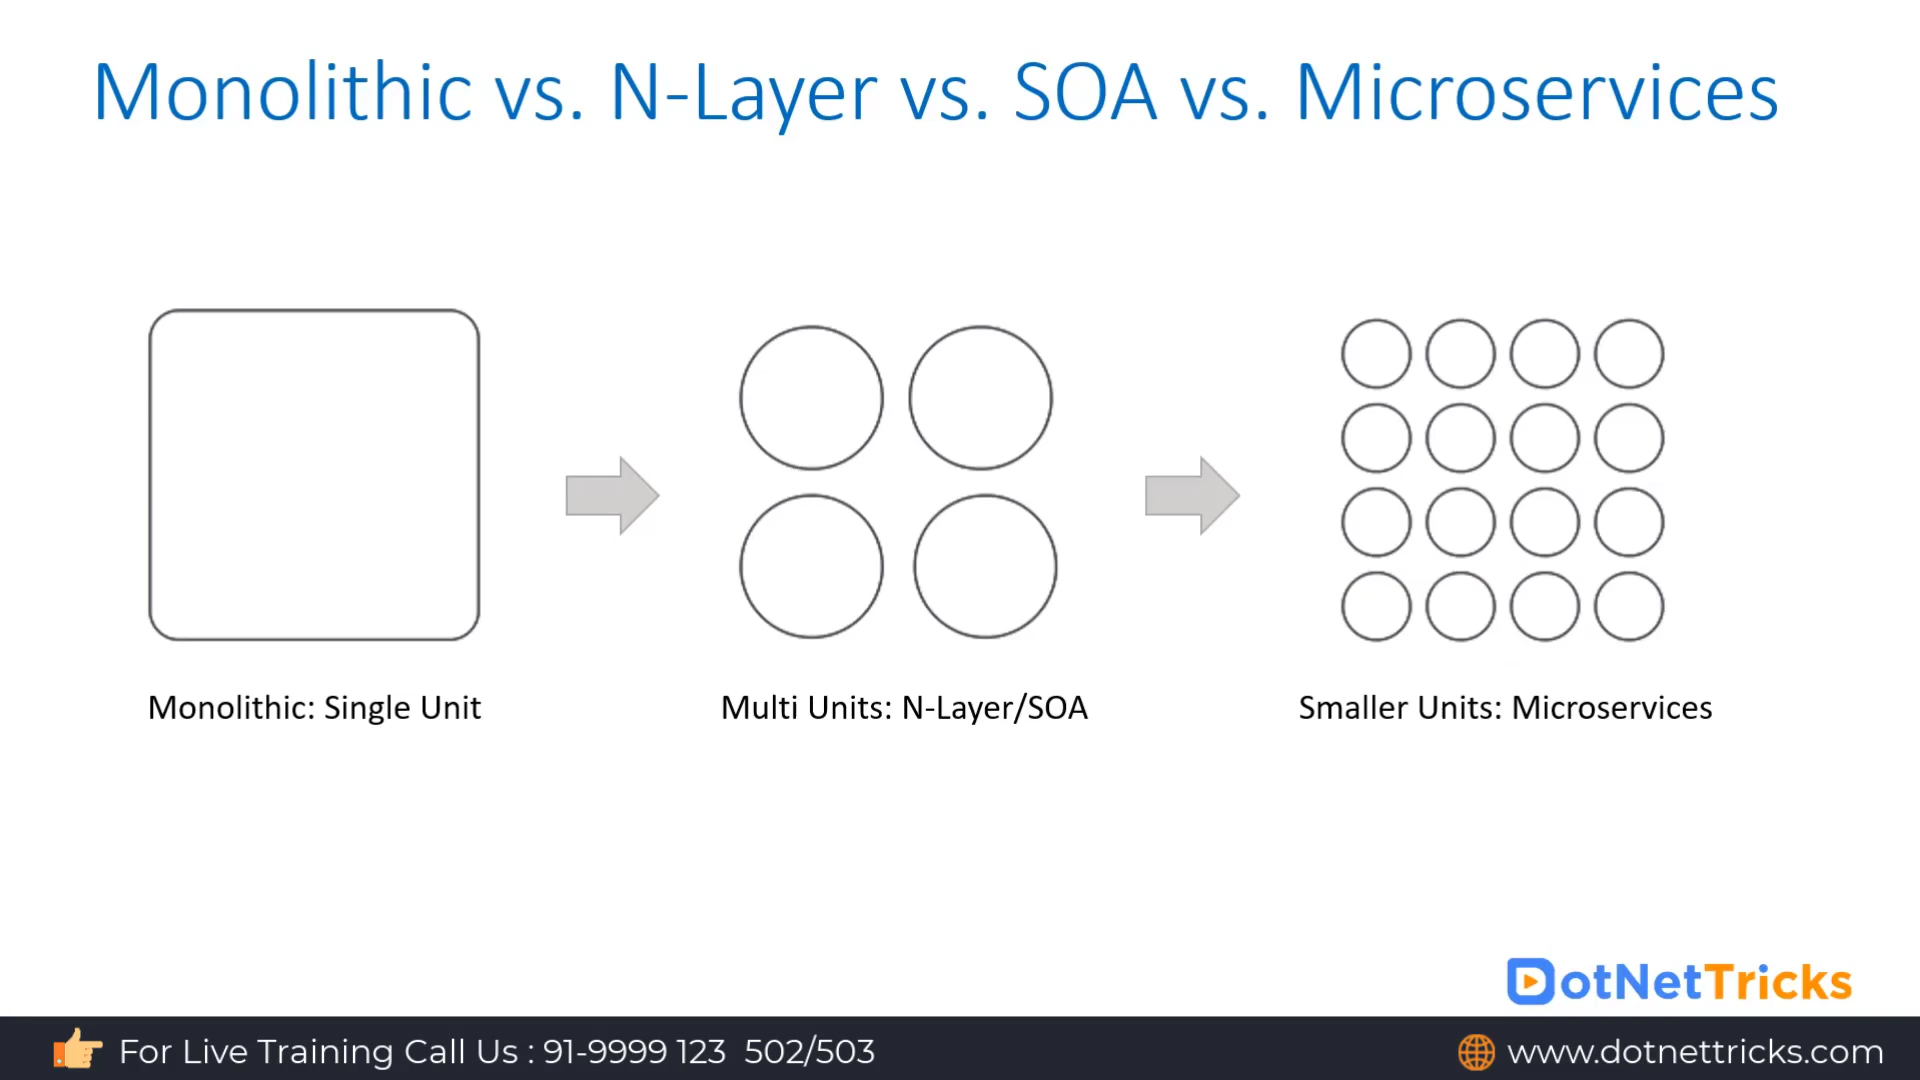 Monolithic vs. N-Layer vs. SOA vs. Microservices
Monolithic: Single Unit
Multi Units: N-Layer/SOA
Smaller Units: Microservices
DotNetTricks
For Live Training Call Us : 91-9999 123 502/503
www.dotnettricks.com